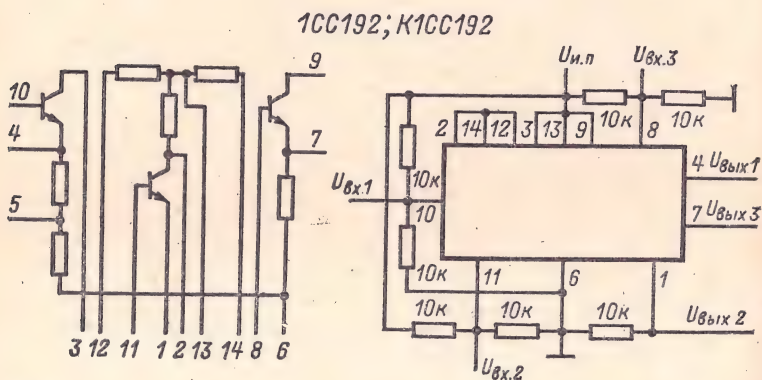 1СС192; К1СС192
10
4
5
9
7
3 12 11 1 2 13 14 8 6
Uи.п Uвх.3
10к 10к
2 14 12 3 13 9 8
10к
Uвх.1
10
4 Uвых1
7 Uвых3
10к
11 6 1
10к 10к 10к
Uвых 2
Uвх.2